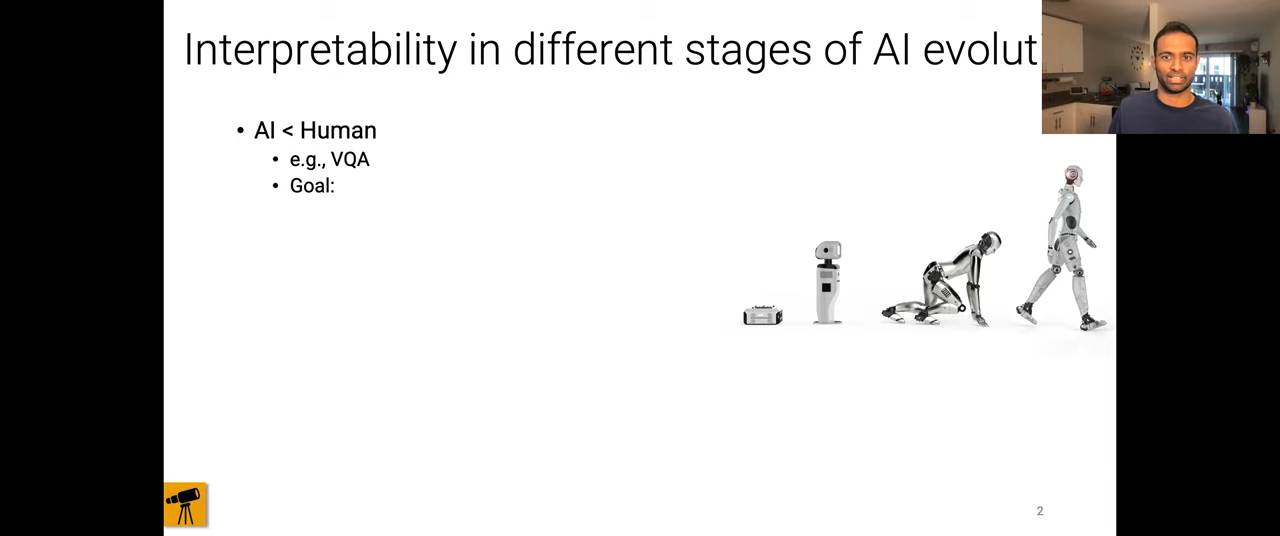 Interpretability in different stages of AI evolut
• AI < Human
• e.g., VQA
• Goal:
2